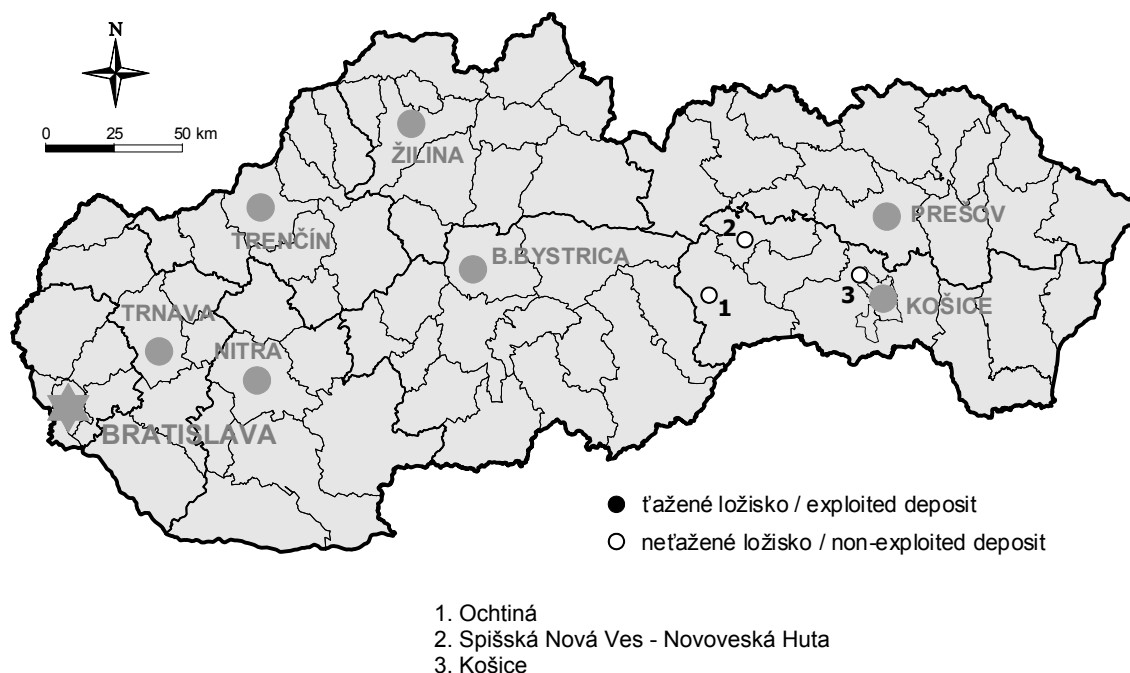 N
0 25 50 km
ŽILINA
PREŠOV
TRENČÍN
2
B.BYSTRICA
3
1
KOŠICE
TRNAVA
NITRA
BRATISLAVA
ťažené ložisko / exploited deposit
neťažené ložisko / non-exploited deposit
1. Ochtiná
2. Spišská Nová Ves - Novoveská Huta
3. Košice